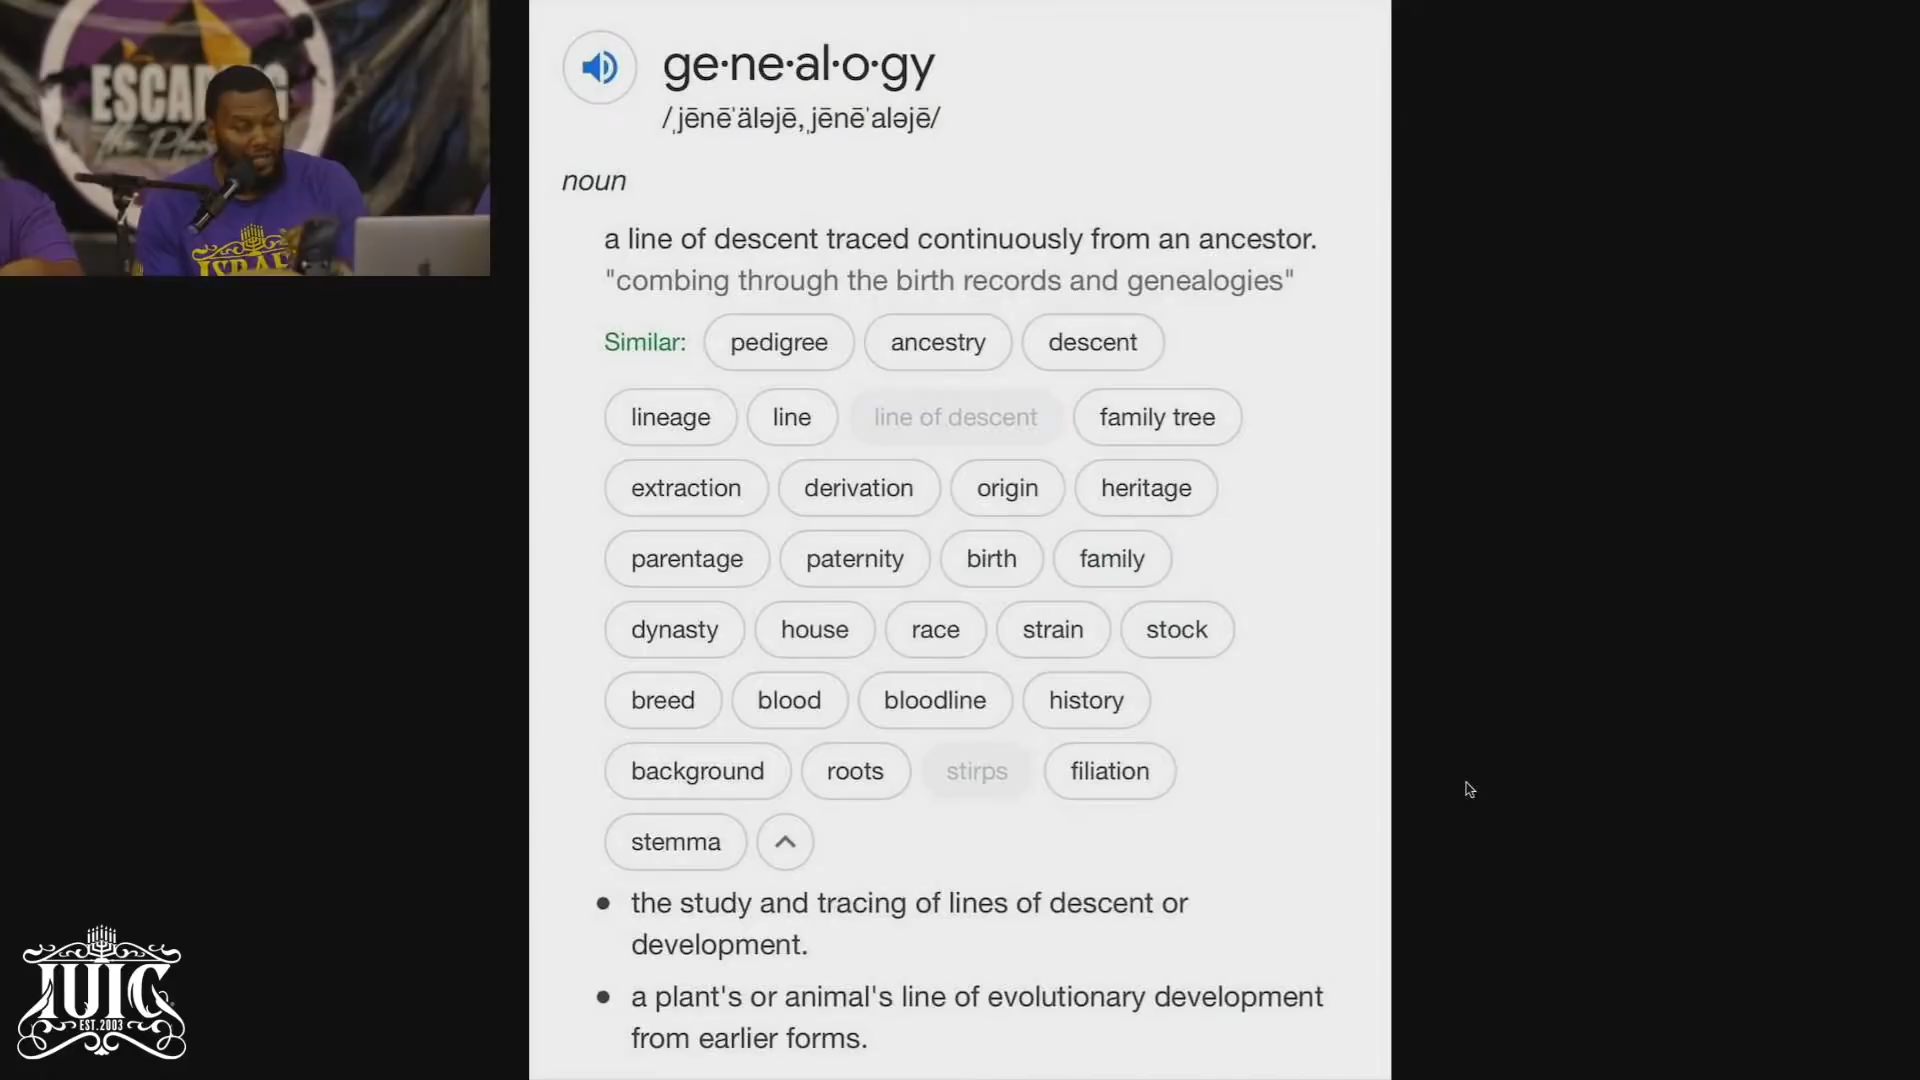 ESCAPING
the Pla
ISRAE
ge·ne·al·o·gy
/ˌjēnēˈäləjē,ˌjēnēˈaləjē/
noun
a line of descent traced continuously from an ancestor.
"combing through the birth records and genealogies"
Similar: pedigree ancestry descent
lineage line line of descent family tree
extraction derivation origin heritage
parentage paternity birth family
dynasty house race strain stock
breed blood bloodline history
background roots stirps filiation
stemma
• the study and tracing of lines of descent or
development.
• a plant's or animal's line of evolutionary development
from earlier forms.
IUIC
EST.2003